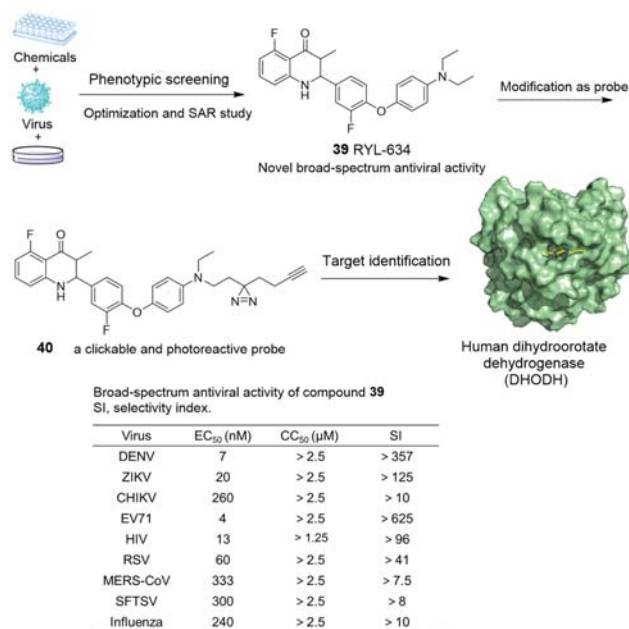 Chemicals
+
Virus
+
Phenotypic screening
Optimization and SAR study
F
O
N
H
F
O
N
39 RYL-634
Novel broad-spectrum antiviral activity
Modification as probe
F
O
N
H
F
O
N
N=N
40 a clickable and photoreactive probe
Target identification
Human dihydroorotate
dehydrogenase
(DHODH)
Broad-spectrum antiviral activity of compound 39
SI, selectivity index.
Virus EC50 (nM) CC50 (μM) SI
DENV 7 > 2.5 > 357
ZIKV 20 > 2.5 > 125
CHIKV 260 > 2.5 > 10
EV71 4 > 2.5 > 625
HIV 13 > 1.25 > 96
RSV 60 > 2.5 > 41
MERS-CoV 333 > 2.5 > 7.5
SFTSV 300 > 2.5 > 8
Influenza 240 > 2.5 > 10